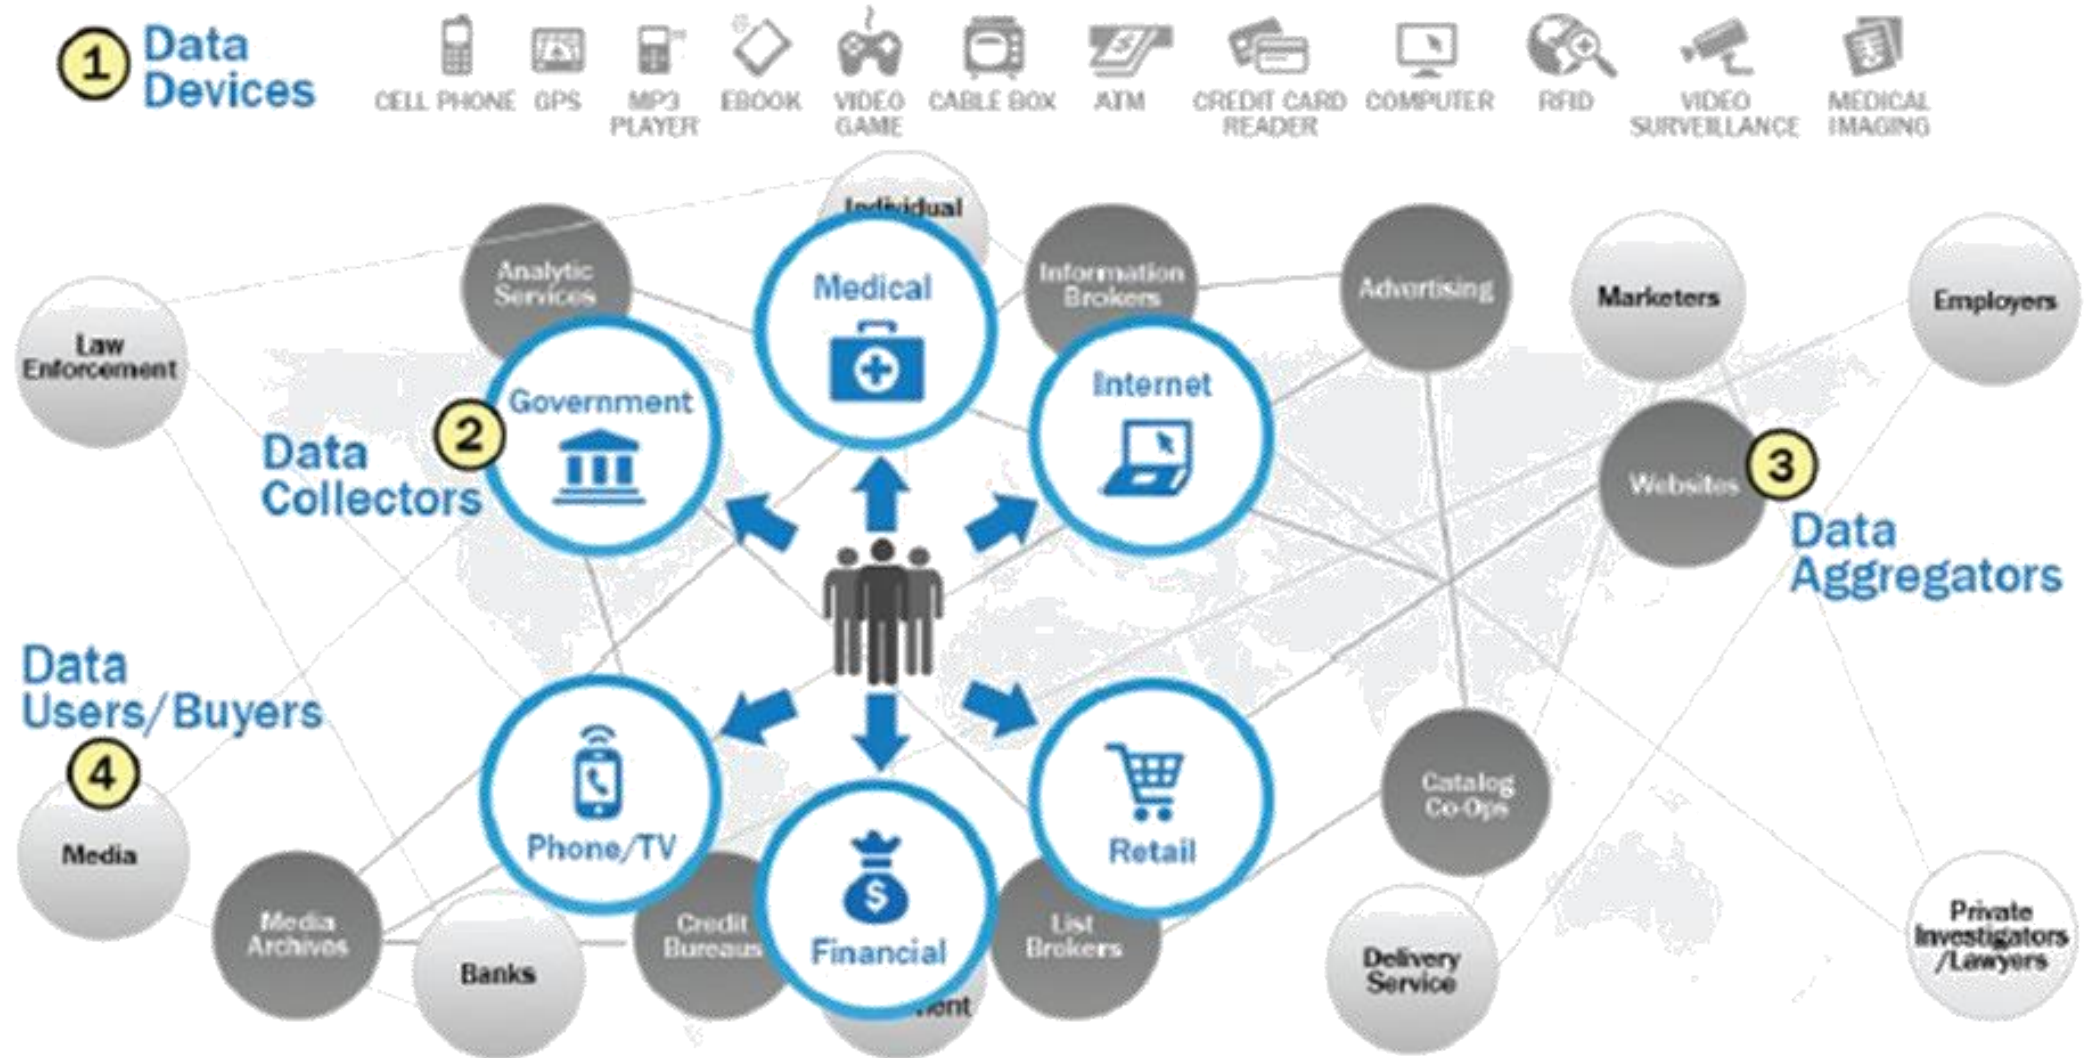 1
Data
Devices
CELL PHONE
GPS
MP3
PLAYER
EBOOK
VIDEO
GAME
CABLE BOX
ATM
CREDIT CARD
READER
COMPUTER
RFID
VIDEO
SURVEILLANCE
MEDICAL
IMAGING
Individual
Analytic
Services
Medical
Information
Brokers
Advertising
Marketers
Employers
Law
Enforcement
Government
Internet
2
Data
Collectors
Websites
3
Data
Aggregators
Data
Users/Buyers
4
Media
Phone/TV
$
Financial
Retail
Catalog
Co-Ops
Media
Archives
Banks
Credit
Bureaus
List
Brokers
Delivery
Service
Private
Investigators
/Lawyers